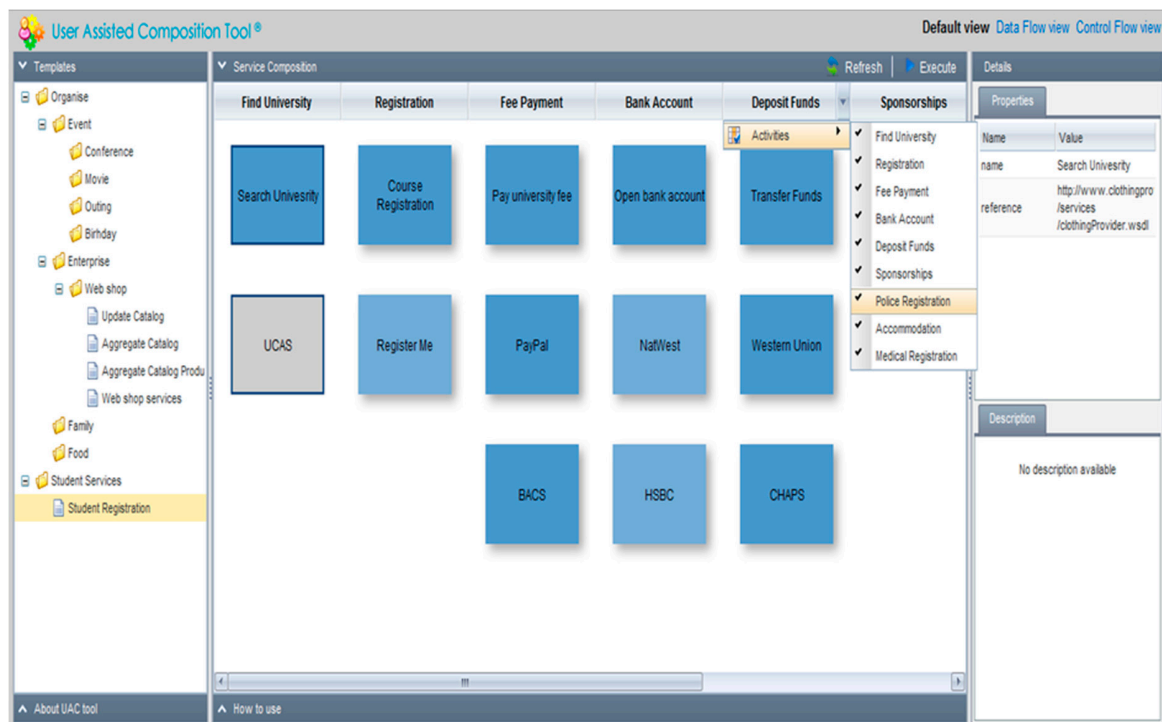 User Assisted Composition Tool ®
Default view Data Flow view Control Flow view
Templates
Organise
Event
Conference
Movie
Outing
Birhday
Enterprise
Web shop
Update Catalog
Aggregate Catalog
Aggregate Catalog Produ
Web shop services
Family
Food
Student Services
Student Registration
About UAC tool
Service Composition
Refresh
Execute
Find University
Registration
Fee Payment
Bank Account
Deposit Funds
Sponsorships
Search Univesrity
Course
Registration
Pay university fee
Open bank account
Transfer Funds
UCAS
Register Me
PayPal
NatWest
Western Union
BACS
HSBC
CHAPS
Activities
Find University
Registration
Fee Payment
Bank Account
Deposit Funds
Sponsorships
Police Registration
Accommodation
Medical Registration
How to use
Details
Properties
Name Value
name Search Univesrity
reference
http://www.clothingpro
/services
/clothingProvider.wsdl
Description
No description available